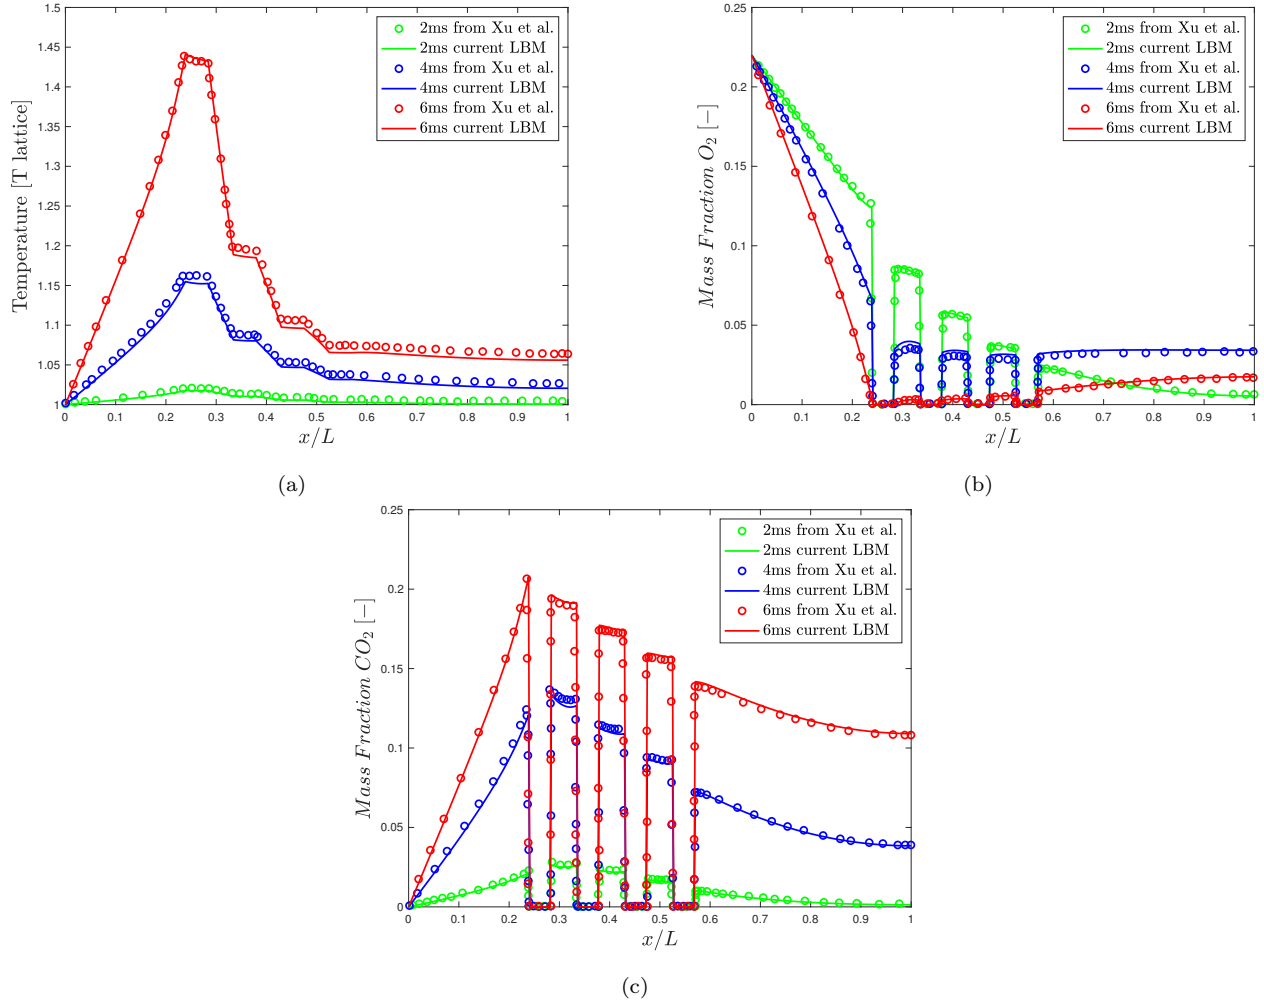 1.5
1.45
1.4
1.35
1.3
1.25
1.2
1.15
1.1
1.05
1
0 0.1 0.2 0.3 0.4 0.5 0.6 0.7 0.8 0.9 1
Temperature [T lattice]
x/L
2ms from Xu et al.
2ms current LBM
4ms from Xu et al.
4ms current LBM
6ms from Xu et al.
6ms current LBM
(a)
0.25
0.2
0.15
0.1
0.05
0
0 0.1 0.2 0.3 0.4 0.5 0.6 0.7 0.8 0.9 1
Mass Fraction O₂ [−]
x/L
2ms from Xu et al.
2ms current LBM
4ms from Xu et al.
4ms current LBM
6ms from Xu et al.
6ms current LBM
(b)
0.25
0.2
0.15
0.1
0.05
0
0 0.1 0.2 0.3 0.4 0.5 0.6 0.7 0.8 0.9 1
Mass Fraction CO₂ [−]
x/L
2ms from Xu et al.
2ms current LBM
4ms from Xu et al.
4ms current LBM
6ms from Xu et al.
6ms current LBM
(c)